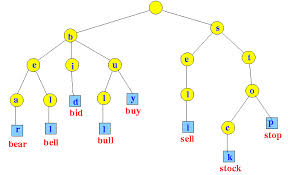 b s
e i u e t
a l d l y l o
r l l l c p
k
bid buy
bear bell bull sell stop
stock